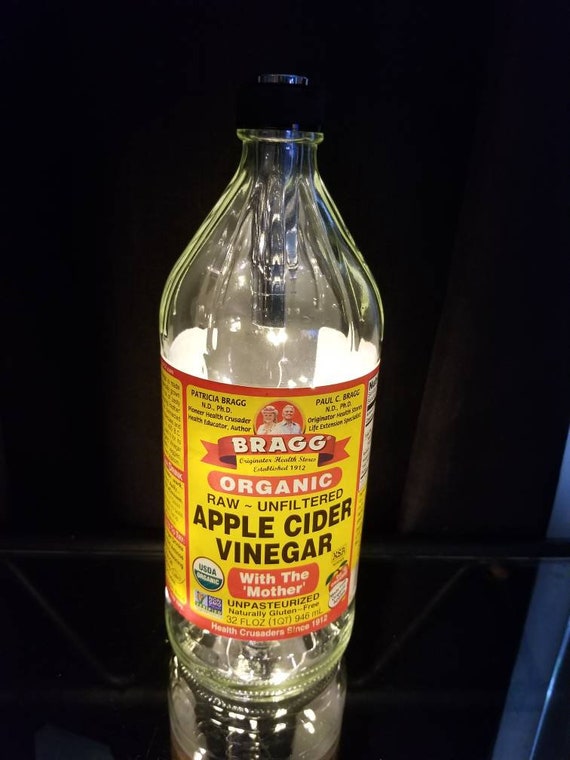 PATRICIA BRAGG
N.D., Ph.D.
Pioneer Health Crusader
Health Educator, Author
PAUL C. BRAGG
N.D., Ph.D.
Originator Health Stores
Life Extension Specialist
BRAGG
Originator Health Stores
Established 1912
ORGANIC
RAW ~ UNFILTERED
APPLE CIDER
VINEGAR
USDA
ORGANIC
With The
'Mother'
UNPASTEURIZED
Naturally Gluten-Free
32 FL OZ (1QT) 946 mL
Health Crusaders Since 1912